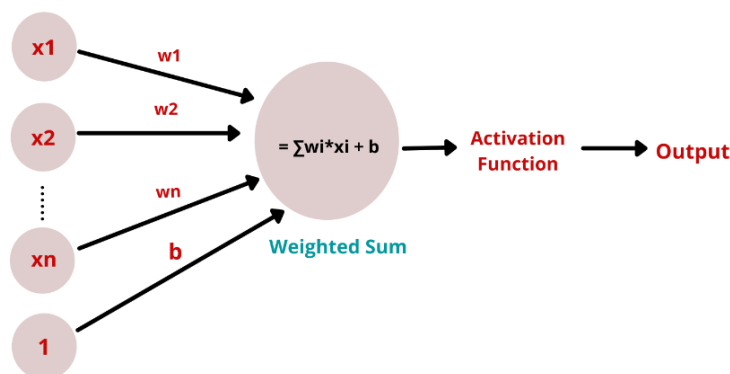 x1
w1
x2
w2
= ∑wi*xi + b
Activation
Function
Output
wn
xn
b
Weighted Sum
1